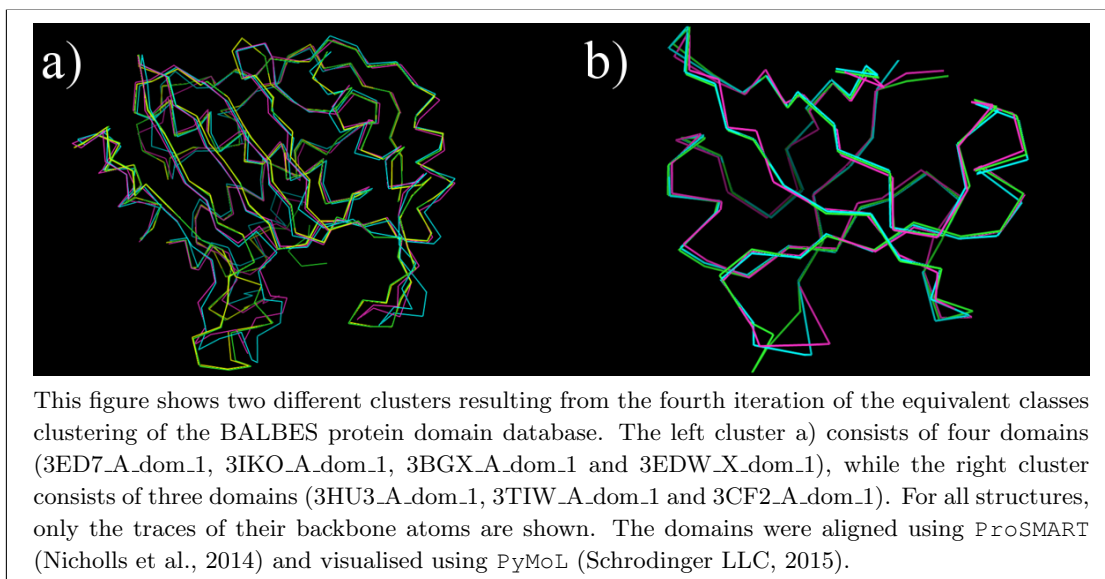 a)
b)
This figure shows two different clusters resulting from the fourth iteration of the equivalent classes
clustering of the BALBES protein domain database. The left cluster a) consists of four domains
(3ED7_A_dom_1, 3IKO_A_dom_1, 3BGX_A_dom_1 and 3EDW_X_dom_1), while the right cluster
consists of three domains (3HU3_A_dom_1, 3TIW_A_dom_1 and 3CF2_A_dom_1). For all structures,
only the traces of their backbone atoms are shown. The domains were aligned using ProSMART
(Nicholls et al., 2014) and visualised using PyMoL (Schrodinger LLC, 2015).